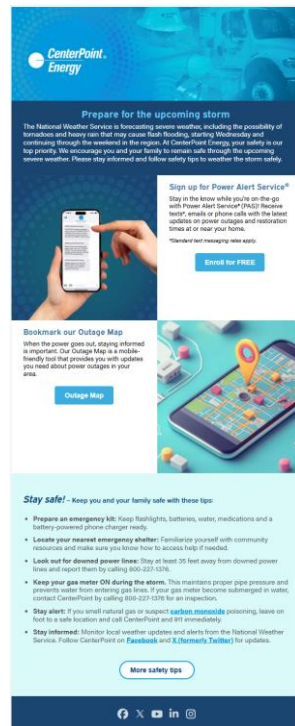 CenterPoint®
Energy
Prepare for the upcoming storm
The National Weather Service is forecasting severe weather, including the possibility of
tornadoes and heavy rain that may cause flash flooding, starting Wednesday and
continuing through the weekend in the region. At CenterPoint Energy, your safety is our
top priority. We encourage you and your family to remain safe through the upcoming
severe weather. Please stay informed and follow safety tips to weather the storm safely.
Sign up for Power Alert Service®
Stay in the know while you're on-the-go
with Power Alert Service® (PAS)! Receive
texts*, emails or phone calls with the latest
updates on power outages and restoration
times at or near your home.
*Standard text messaging rates apply.
Enroll for FREE
Bookmark our Outage Map
When the power goes out, staying informed
is important. Our Outage Map is a mobile-
friendly tool that provides you with updates
you need about power outages in your
area.
Outage Map
Stay safe! – Keep you and your family safe with these tips:
• Prepare an emergency kit: Keep flashlights, batteries, water, medications and a
battery-powered phone charger ready.
• Locate your nearest emergency shelter: Familiarize yourself with community
resources and make sure you know how to access help if needed.
• Look out for downed power lines: Stay at least 35 feet away from downed power
lines and report them by calling 800-227-1376.
• Keep your gas meter ON during the storm. This maintains proper pipe pressure and
prevents water from entering gas lines. If your gas meter become submerged in water,
contact CenterPoint by calling 800-227-1376 for an inspection.
• Stay alert: If you smell natural gas or suspect carbon monoxide poisoning, leave on
foot to a safe location and call CenterPoint and 911 immediately.
• Stay informed: Monitor local weather updates and alerts from the National Weather
Service. Follow CenterPoint on Facebook and X (formerly Twitter) for updates.
More safety tips